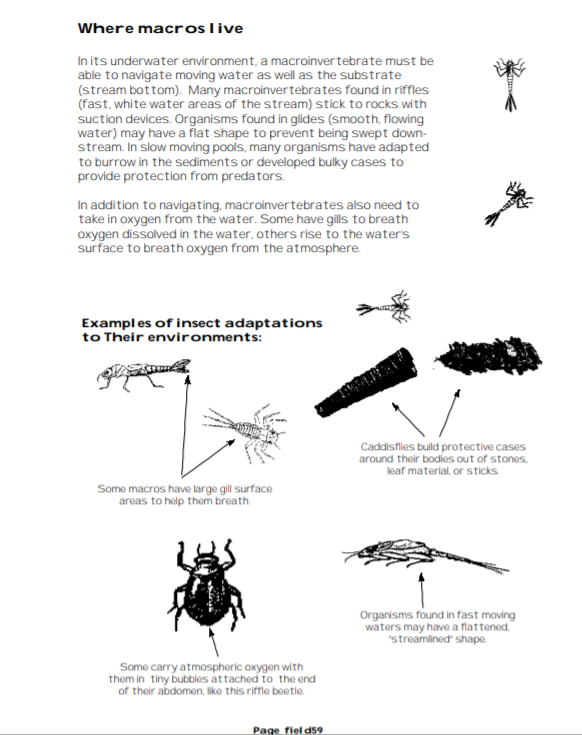 Where macros live
In its underwater environment, a macroinvertebrate must be
able to navigate moving water as well as the substrate
(stream bottom). Many macroinvertebrates found in riffles
(fast, white water areas of the stream) stick to rocks with
suction devices. Organisms found in glides (smooth, flowing
water) may have a flat shape to prevent being swept down-
stream. In slow moving pools, many organisms have adapted
to burrow in the sediments or developed bulky cases to
provide protection from predators.
In addition to navigating, macroinvertebrates also need to
take in oxygen from the water. Some have gills to breath
oxygen dissolved in the water, others rise to the water's
surface to breath oxygen from the atmosphere.
Examples of insect adaptations
to Their environments:
Caddisflies build protective cases
around their bodies out of stones,
leaf material, or sticks.
Some macros have large gill surface
areas to help them breath.
Organisms found in fast moving
waters may have a flattened,
"streamlined" shape.
Some carry atmospheric oxygen with
them in tiny bubbles attached to the end
of their abdomen, like this riffle beetle.
Page field59